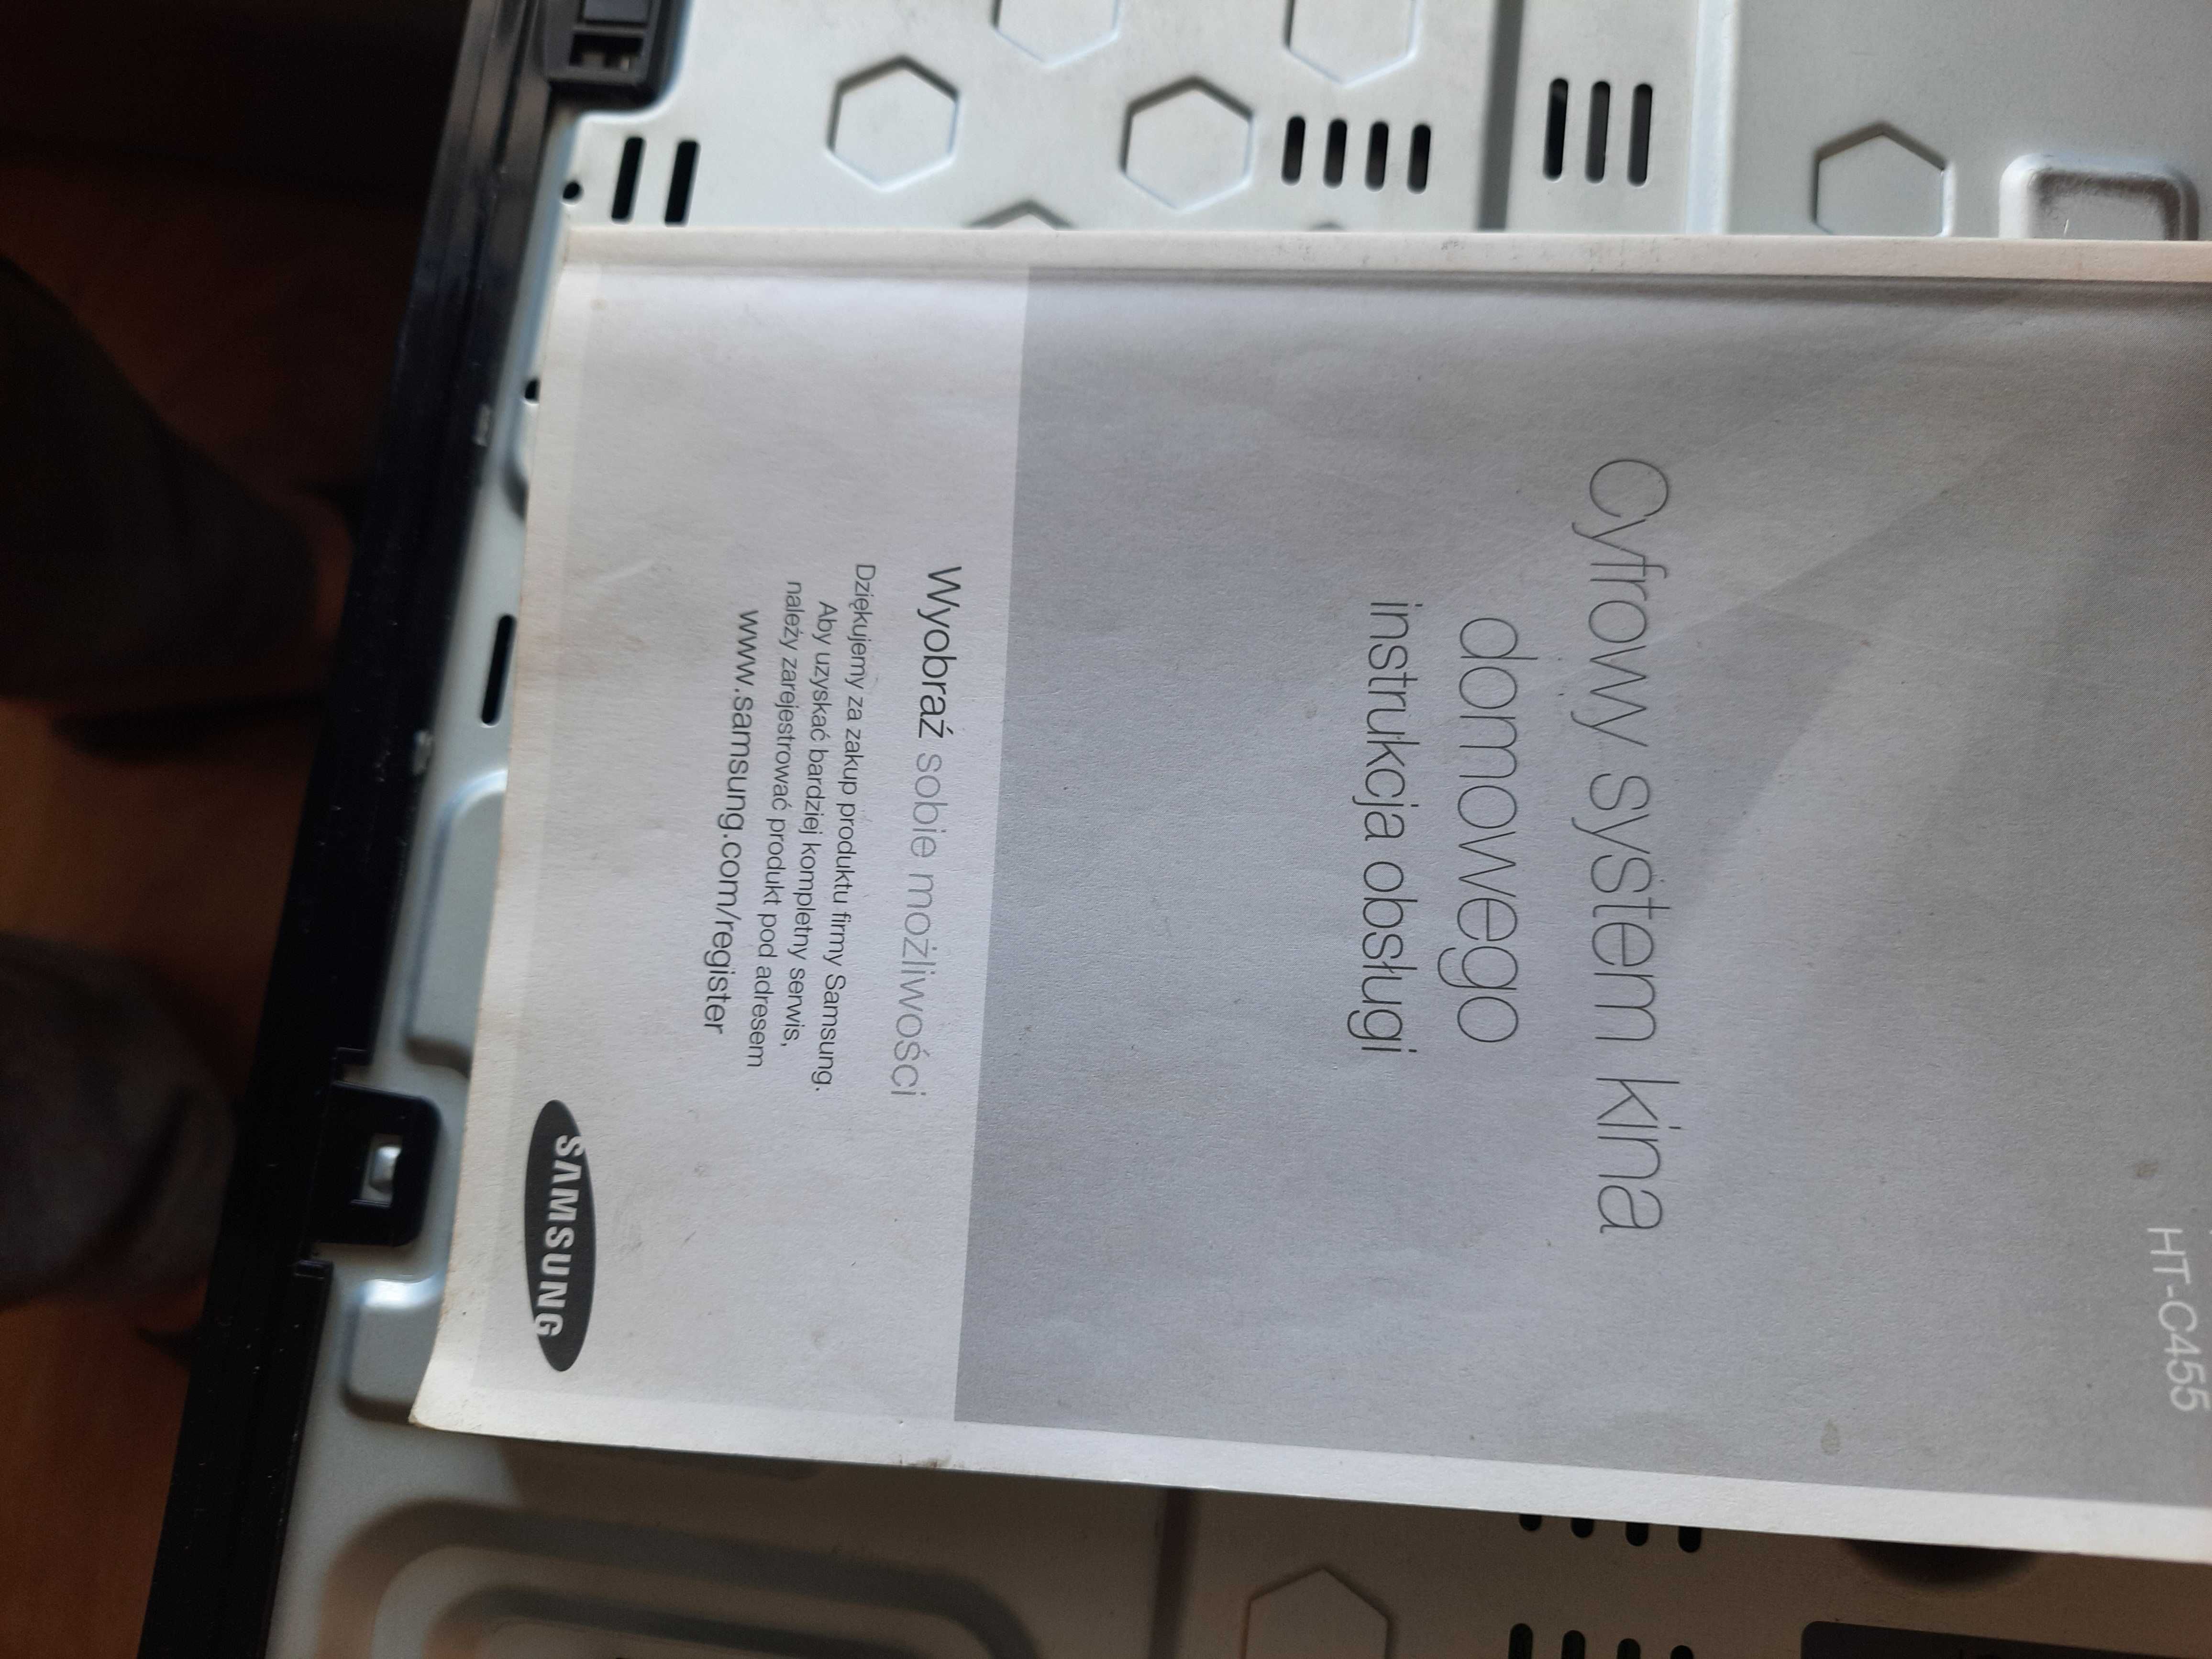 HT-C455
Cyfrowy system kina
domowego
instrukcja obsługi
Wyobraź sobie możliwości
Dziękujemy za zakup produktu firmy Samsung.
Aby uzyskać bardziej kompletny serwis,
należy zarejestrować produkt pod adresem
www.samsung.com/register
SAMSUNG